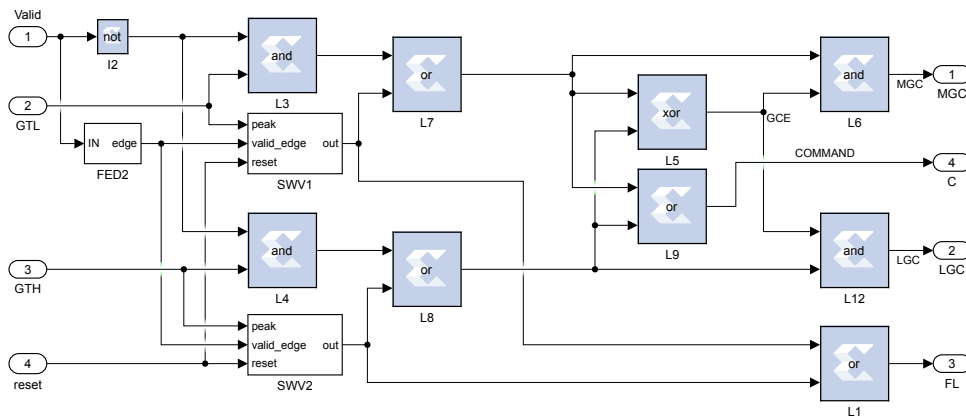 Valid
1
not
I2
and
L3
or
L7
and
L6
MGC
1
MGC
2
GTL
IN edge
FED2
peak
valid_edge
reset
out
SWV1
xor
L5
GCE
COMMAND
4
C
or
L9
and
L4
or
L8
and
L12
LGC
2
LGC
3
GTH
peak
valid_edge
reset
out
SWV2
4
reset
or
L1
3
FL